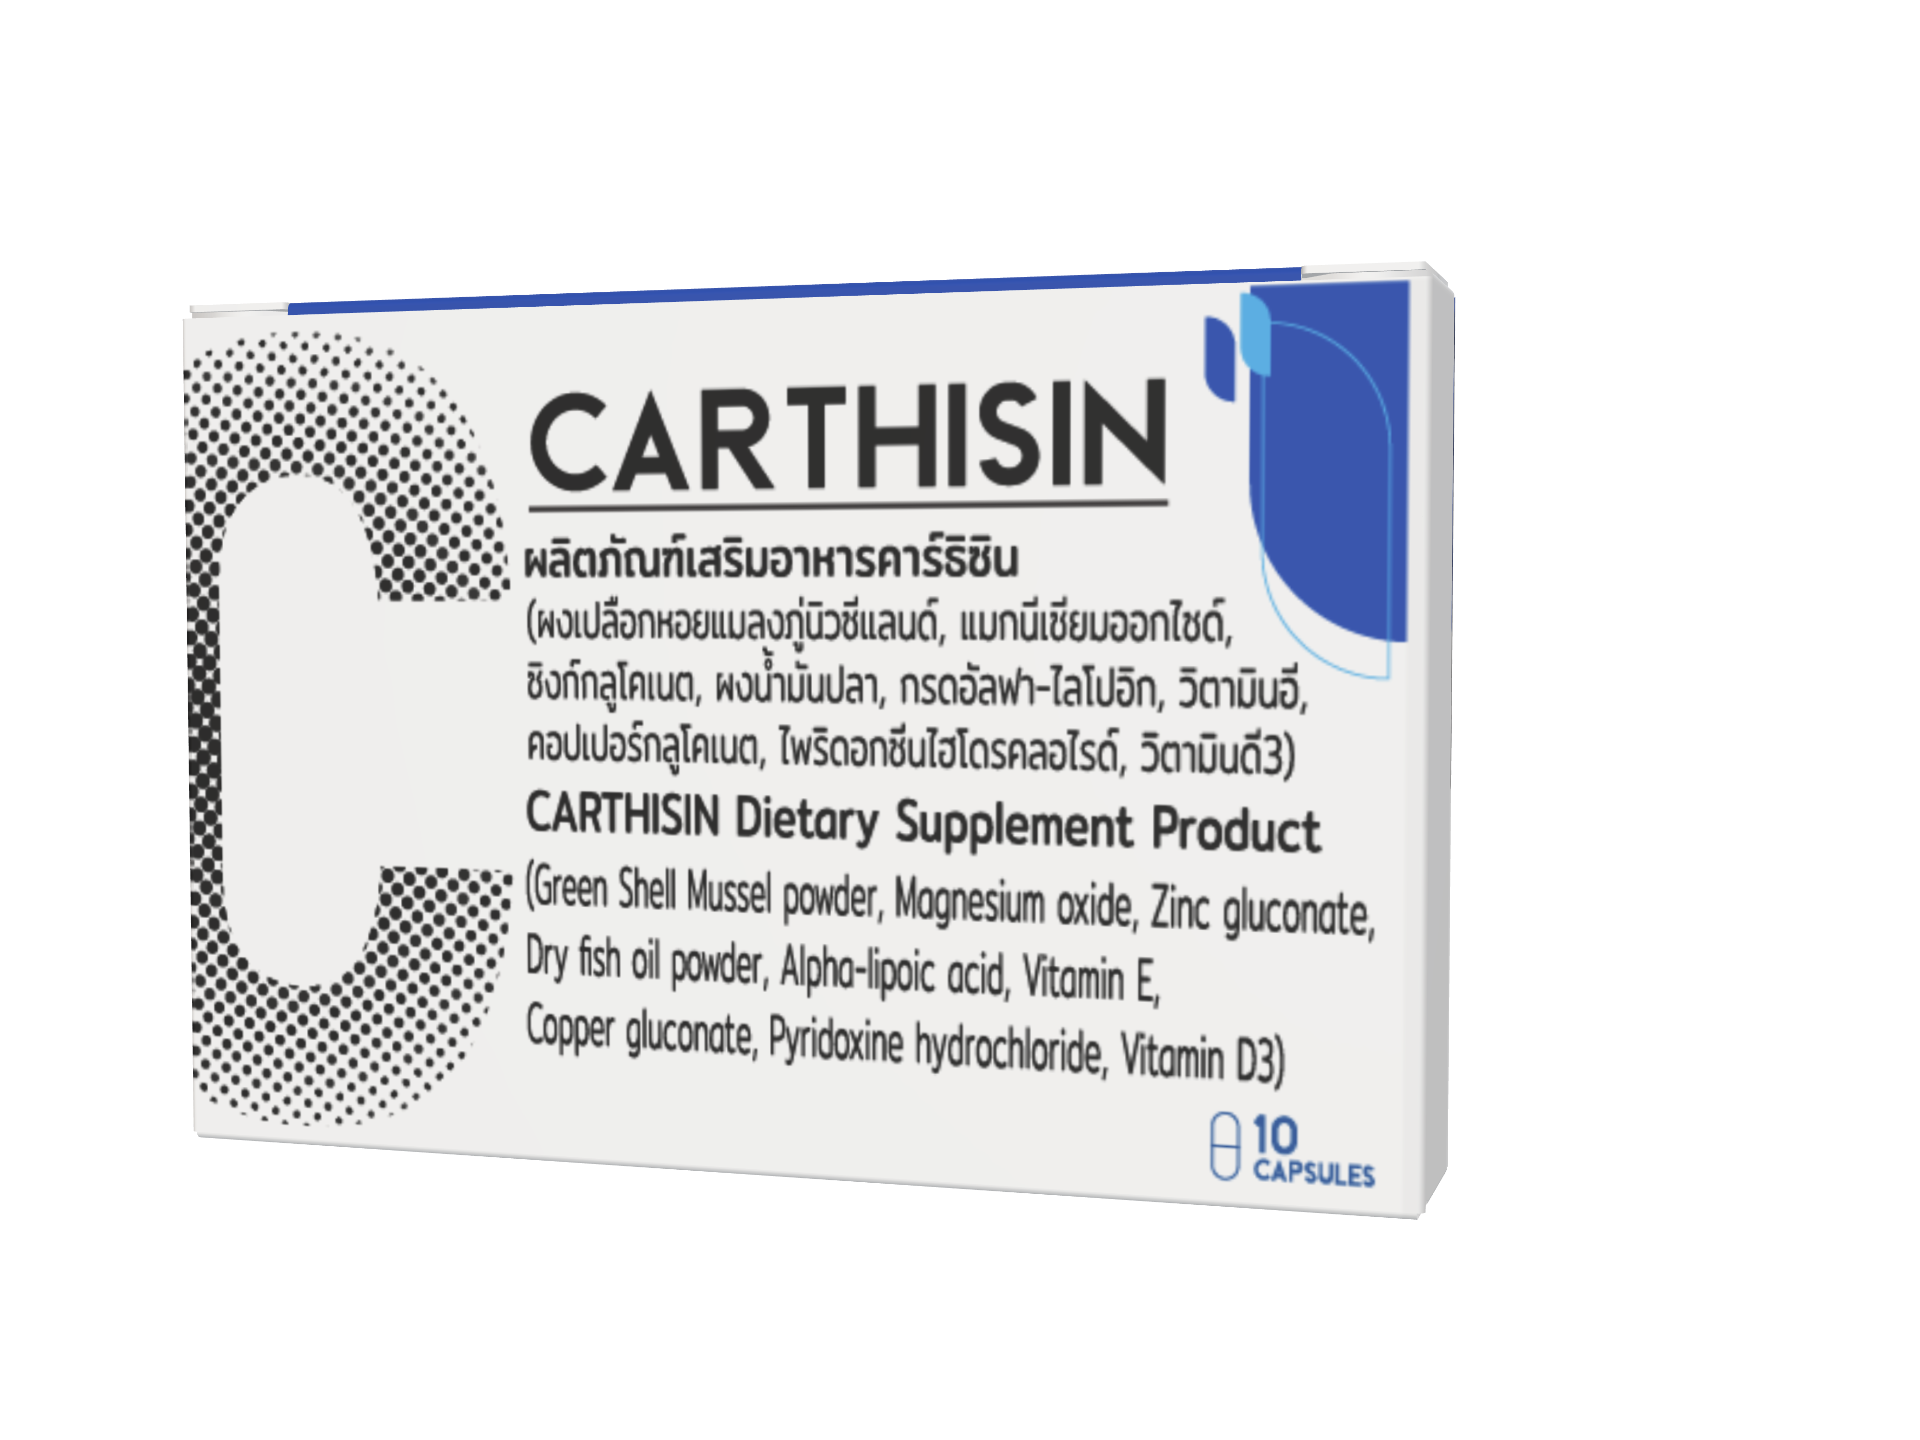 CARTHISIN
ผลิตภัณฑ์เสริมอาหารคาร์ธิซิน
(ผงเปลือกหอยแมลงภู่นิวซีแลนด์, แมกนีเซียมออกไซด์,
ซิงก์กลูโคเนต, ผงน้ำมันปลา, กรดอัลฟา-ไลโปอิก, วิตามินอี,
คอปเปอร์กลูโคเนต, ไพริดอกซีนไฮโดรคลอไรด์, วิตามินดี3)
CARTHISIN Dietary Supplement Product
(Green Shell Mussel powder, Magnesium oxide, Zinc gluconate,
Dry fish oil powder, Alpha-lipoic acid, Vitamin E,
Copper gluconate, Pyridoxine hydrochloride, Vitamin D3)
10
CAPSULES